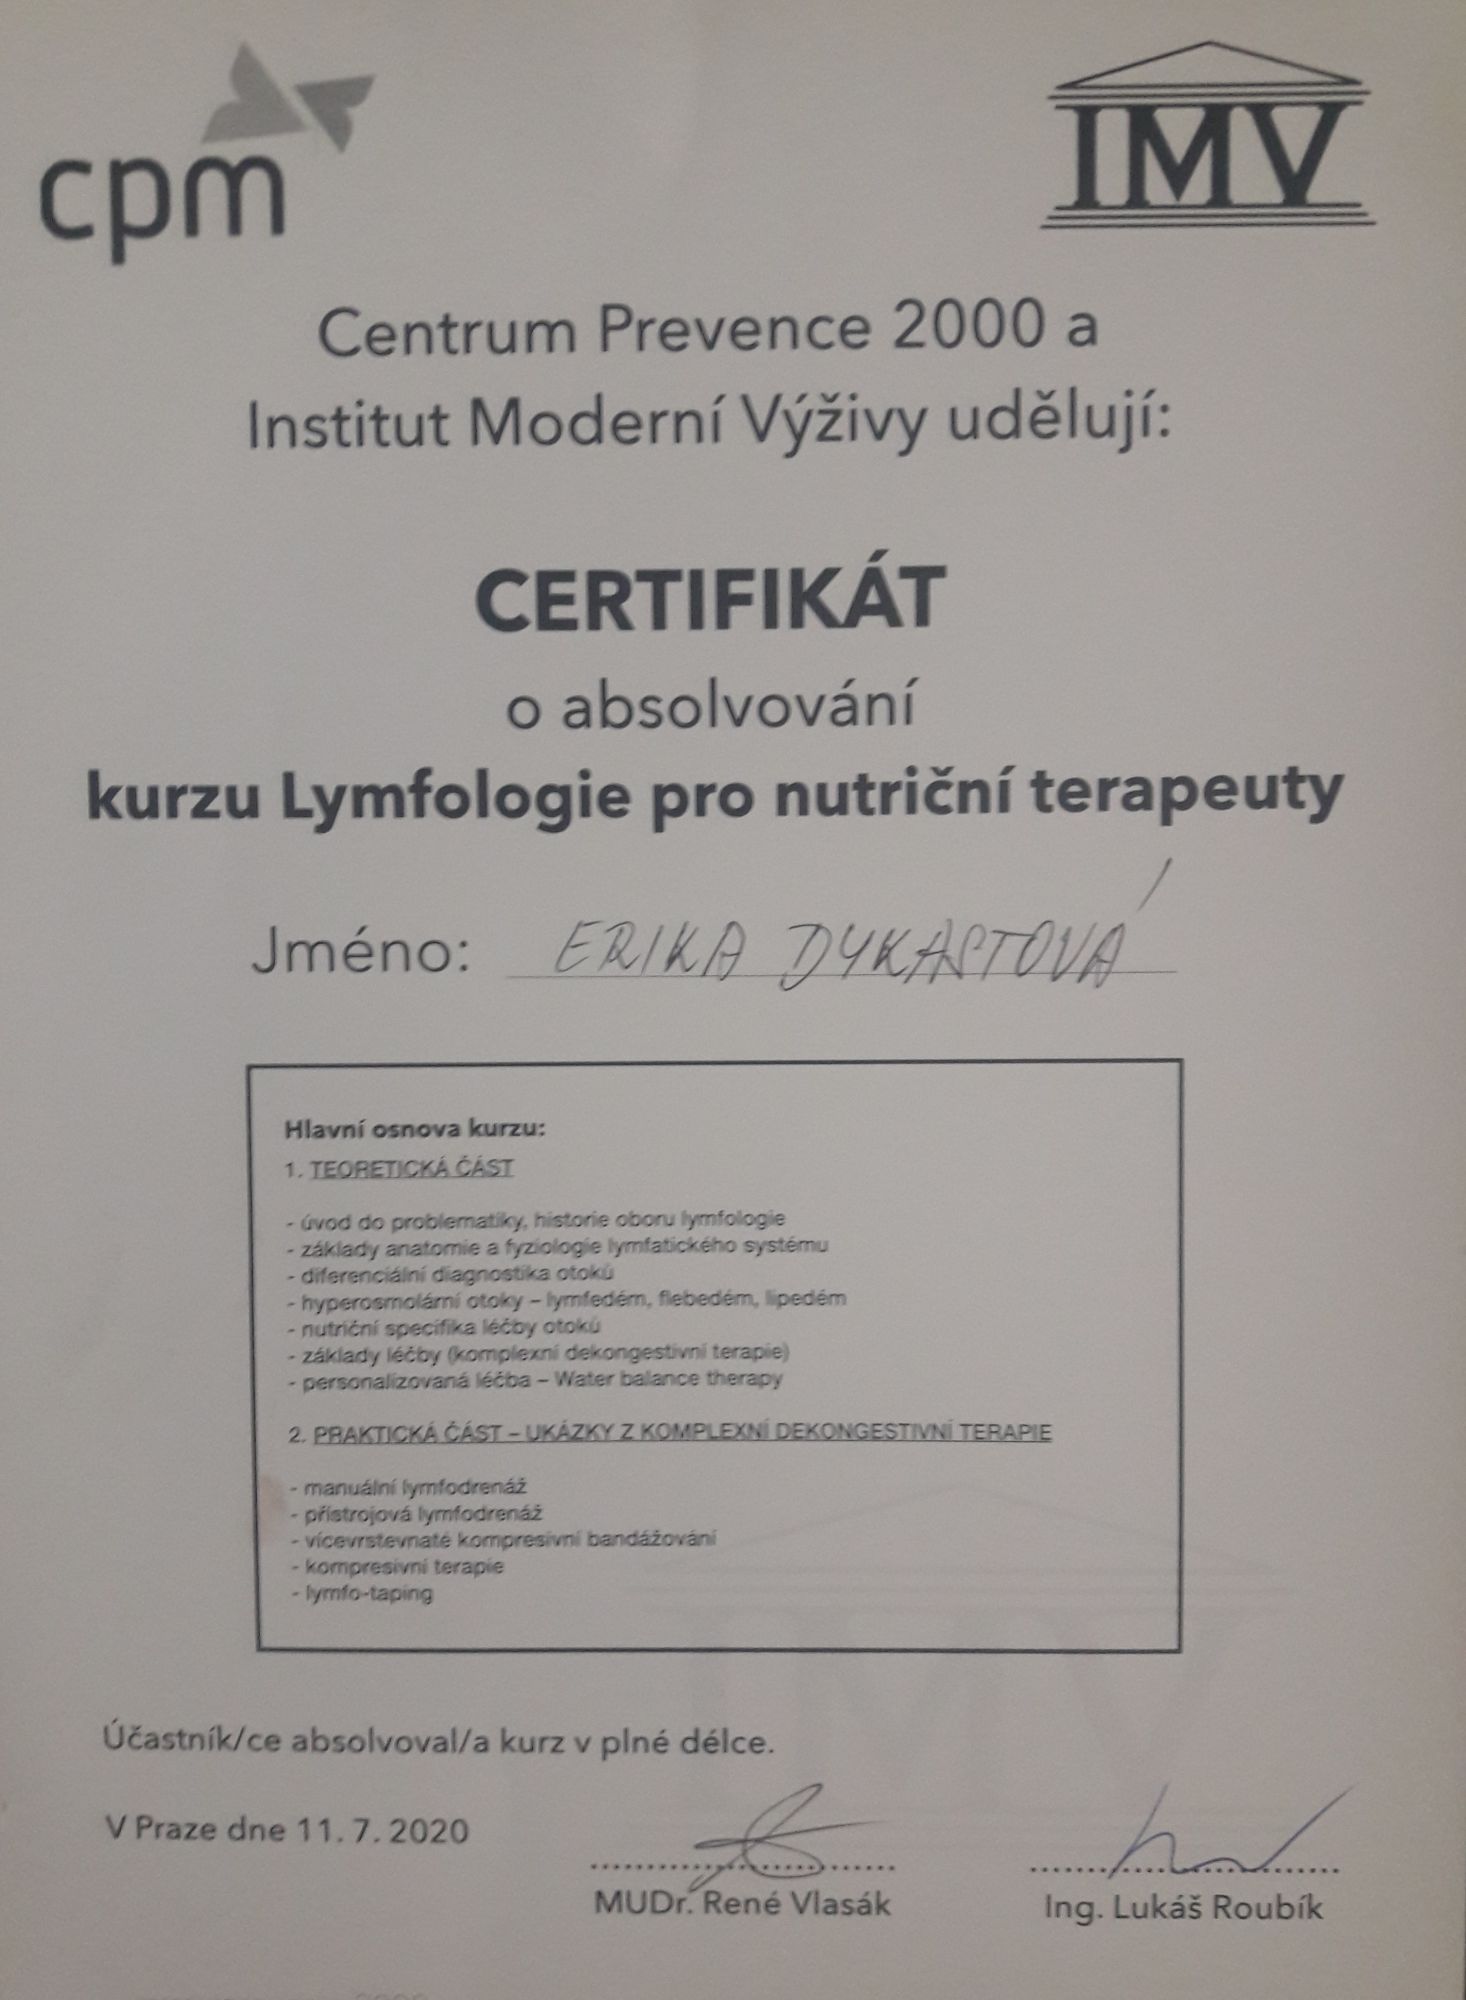 cpm
IMV
Centrum Prevence 2000 a
Institut Moderní Výživy udělují:
CERTIFIKÁT
o absolvování
kurzu Lymfologie pro nutriční terapeuty
Jméno: ERIKA DYKASTOVÁ
Hlavní osnova kurzu:
1. TEORETICKÁ ČÁST
- úvod do problematiky, historie oboru lymfologie
- základy anatomie a fyziologie lymfatického systému
- diferenciální diagnostika otoků
- hyperosmolární otoky – lymfedém, flebedém, lipedém
- nutriční specifika léčby otoků
- základy léčby (komplexní dekongestivní terapie)
- personalizovaná léčba – Water balance therapy
2. PRAKTICKÁ ČÁST – UKÁZKY Z KOMPLEXNÍ DEKONGESTIVNÍ TERAPIE
- manuální lymfodrenáž
- přístrojová lymfodrenáž
- vícevrstevnaté kompresivní bandážování
- kompresivní terapie
- lymfo-taping
Účastník/ce absolvoval/a kurz v plné délce.
V Praze dne 11. 7. 2020
MUDr. René Vlasák
Ing. Lukáš Roubík